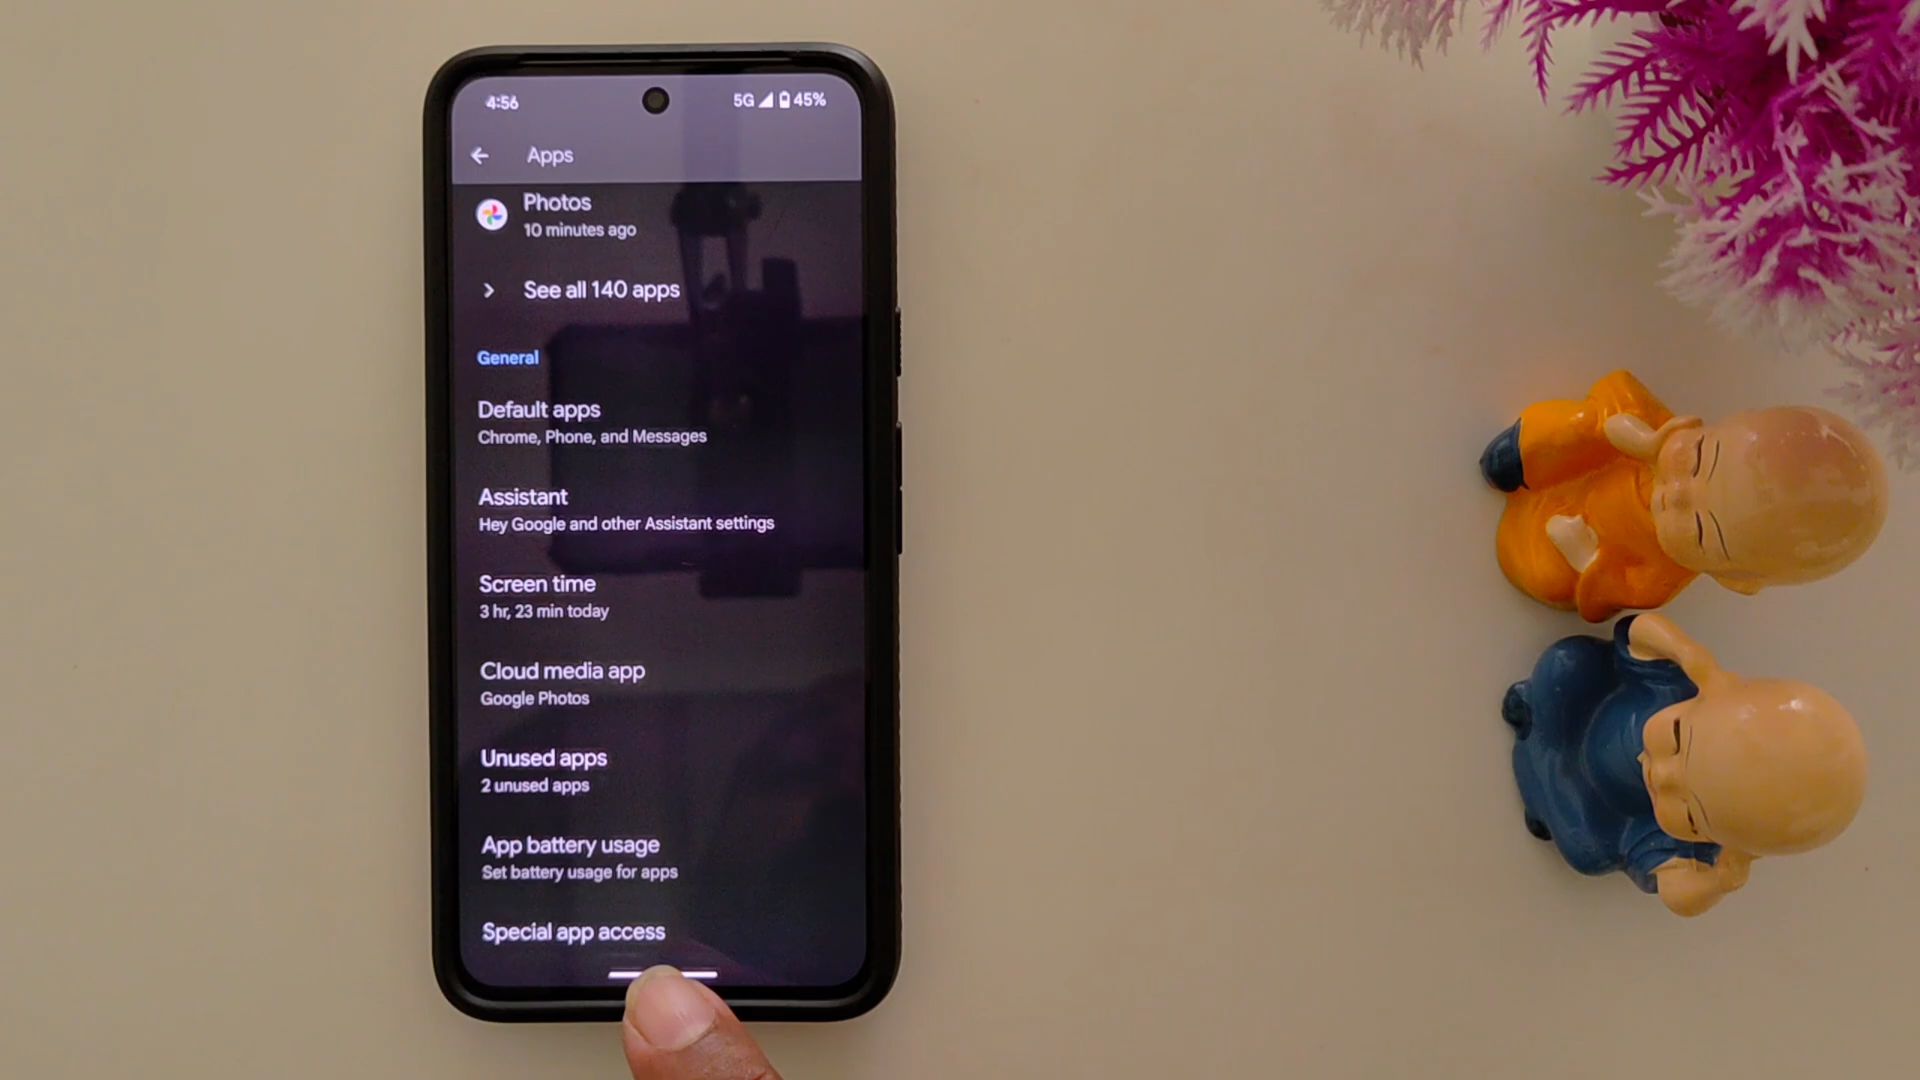 4:56
5G 45%
Apps
Photos
10 minutes ago
See all 140 apps
General
Default apps
Chrome, Phone, and Messages
Assistant
Hey Google and other Assistant settings
Screen time
3 hr, 23 min today
Cloud media app
Google Photos
Unused apps
2 unused apps
App battery usage
Set battery usage for apps
Special app access